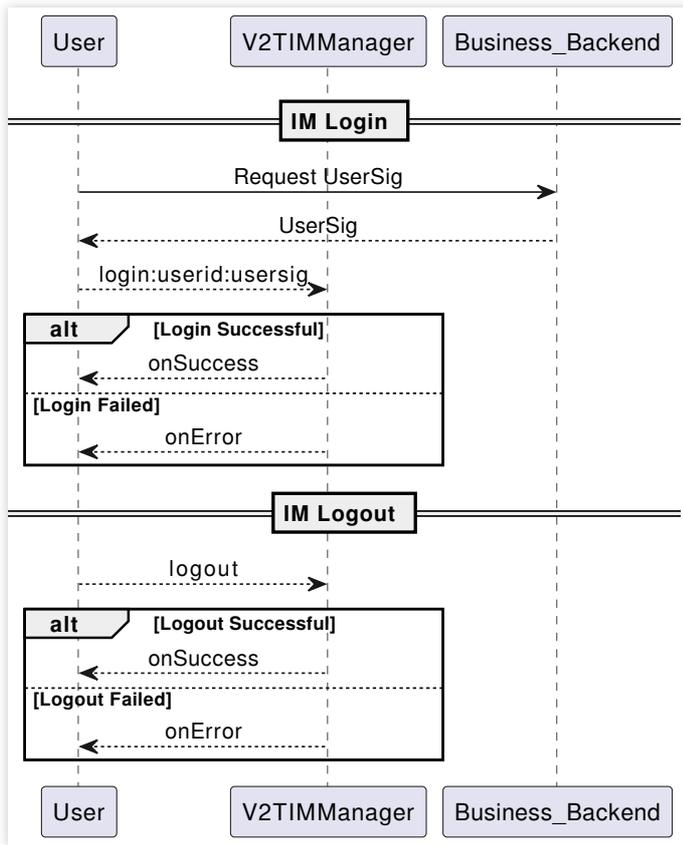 User V2TIMManager Business_Backend
IM Login
Request UserSig
UserSig
login:userid:usersig
alt [Login Successful]
onSuccess
[Login Failed]
onError
IM Logout
logout
alt [Logout Successful]
onSuccess
[Logout Failed]
onError
User V2TIMManager Business_Backend